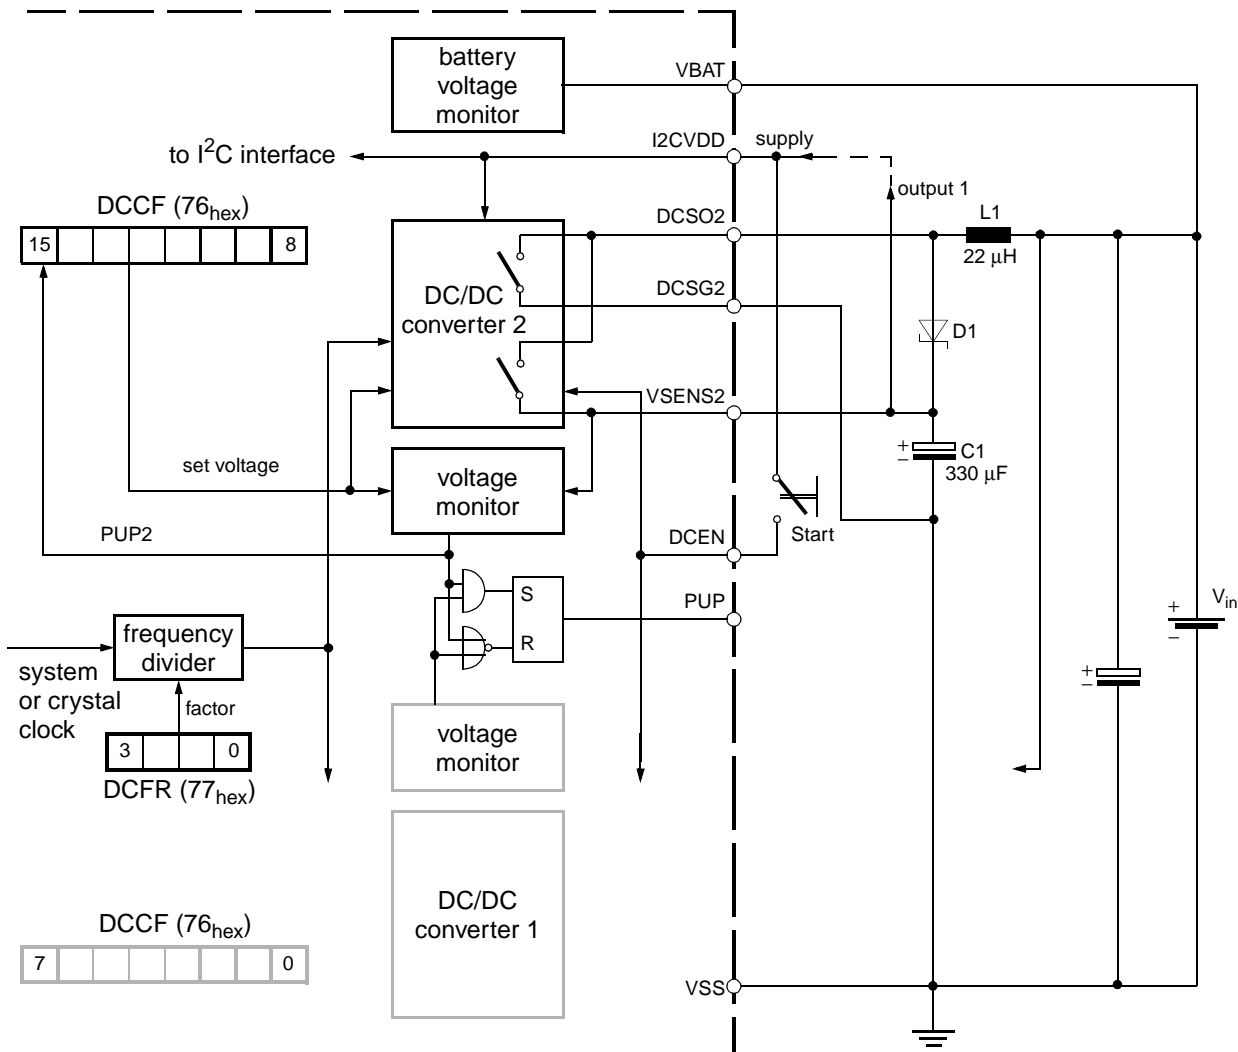 battery
voltage
monitor
VBAT
I2CVDD
supply
to I²C interface
output 1
DCCF (76hex)
15
8
DCSO2
L1
22 μH
DCSG2
DC/DC
converter 2
D1
VSENS2
+
−
C1
330 μF
set voltage
voltage
monitor
Start
PUP2
DCEN
S
R
PUP
+
−
Vin
frequency
divider
system
or crystal
clock
factor
+
−
voltage
monitor
3
0
DCFR (77hex)
DC/DC
converter 1
DCCF (76hex)
7
0
VSS